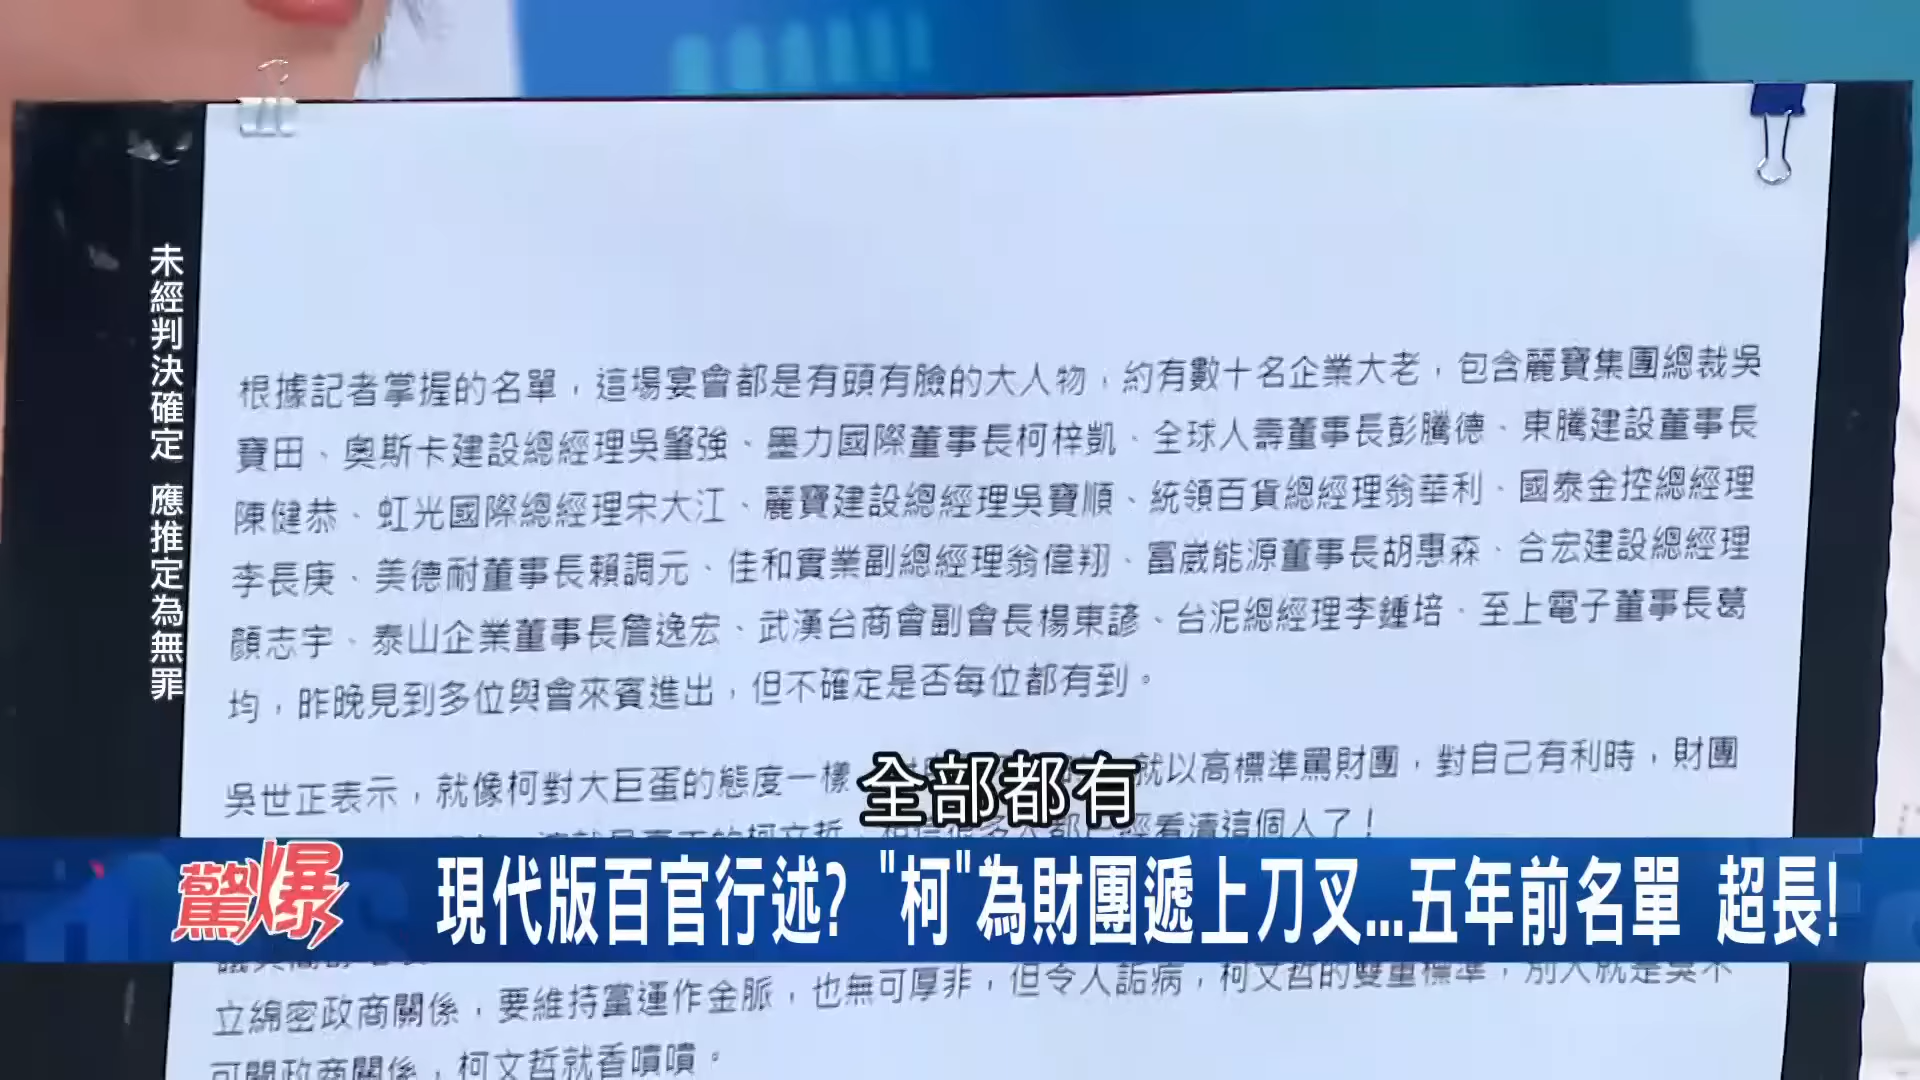 未經判決確定 應推定為無罪
根據記者掌握的名單，這場宴會都是有頭有臉的大人物，約有數十名企業大老，包含麗寶集團總裁吳
寶田、奧斯卡建設總經理吳肇強、墨力國際董事長柯梓凱、全球人壽董事長彭騰德、東騰建設董事長
陳健恭、虹光國際總經理宋大江、麗寶建設總經理吳寶順、統領百貨總經理翁華利、國泰金控總經理
李長庚、美德耐董事長賴調元、佳和實業副總經理翁偉翔、富崴能源董事長胡惠森、合宏建設總經理
顏志宇、泰山企業董事長詹逸宏、武漢台商會副會長楊東諺、台泥總經理李鍾培、至上電子董事長葛
均，昨晚見到多位與會來賓進出，但不確定是否每位都有到。
吳世正表示，就像柯對大巨蛋的態度一樣 就以高標準罵財團，對自己有利時，財團
全部都有
看清這個人了！
驚爆 現代版百官行述? "柯"為財團遞上刀叉...五年前名單 超長!
立綿密政商關係，要維持黨運作金脈，也無可厚非，但令人詬病，柯文哲的雙重標準，別人就是莫不
可關政商關係，柯文哲就香噴噴。